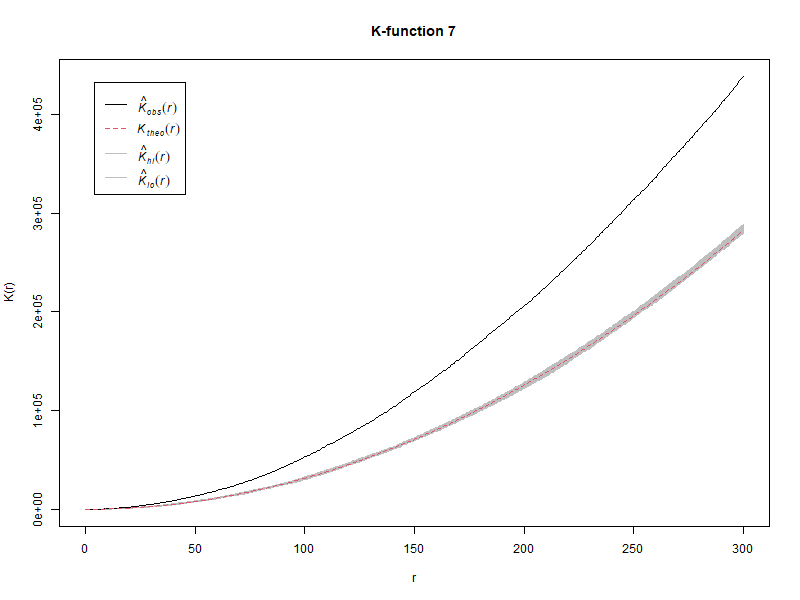 K-function 7
K̂obs(r)
Ktheo(r)
K̂hi(r)
K̂lo(r)
K(r)
4e+05
3e+05
2e+05
1e+05
0e+00
0 50 100 150 200 250 300
r